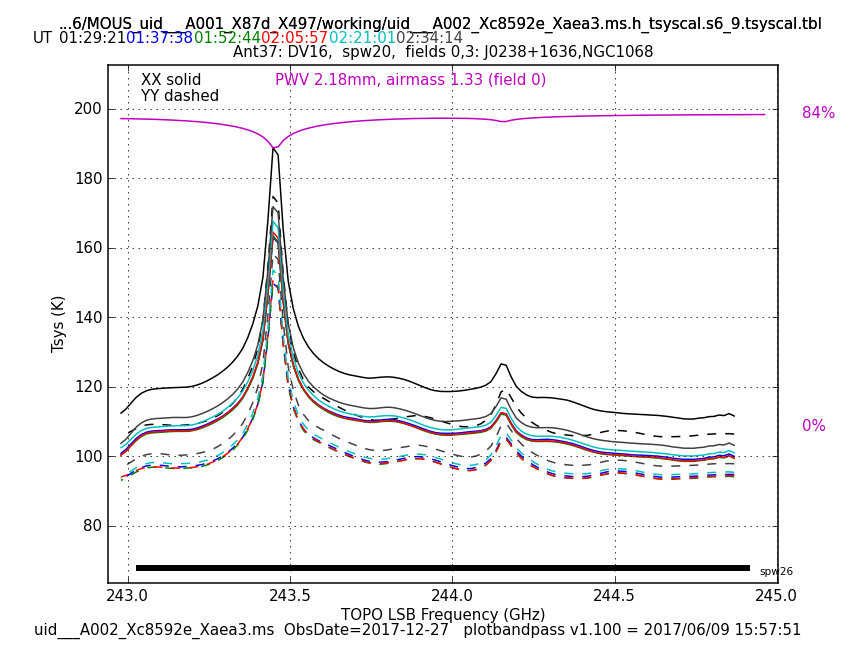 ...6/MOUS_uid___A001_X87d_X497/working/uid___A002_Xc8592e_Xaea3.ms.h_tsyscal.s6_9.tsyscal.tbl
UT 01:29:21 01:37:38 01:52:44 02:05:57 02:21:01 02:34:14
Ant37: DV16, spw20, fields 0,3: J0238+1636,NGC1068
XX solid PWV 2.18mm, airmass 1.33 (field 0)
YY dashed
200
84%
180
160
140
120
100
80
0%
Tsys (K)
spw26
243.0 243.5 244.0 244.5 245.0
TOPO LSB Frequency (GHz)
uid___A002_Xc8592e_Xaea3.ms ObsDate=2017-12-27 plotbandpass v1.100 = 2017/06/09 15:57:51